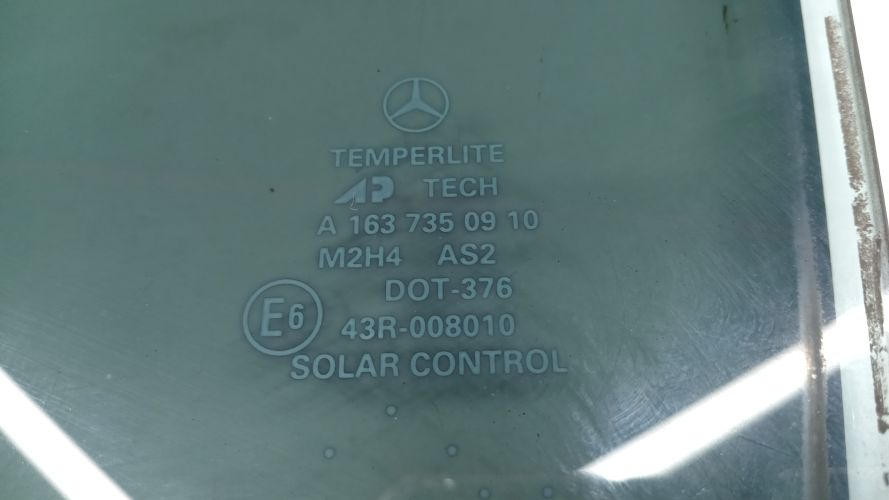 TEMPERLITE
AP TECH
A 163 735 09 10
M2H4 AS2
DOT-376
E6 43R-008010
SOLAR CONTROL